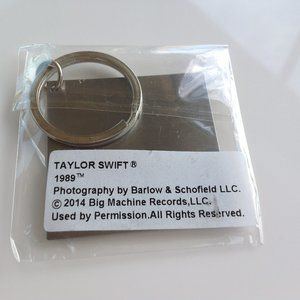 TAYLOR SWIFT®
1989™
Photography by Barlow & Schofield LLC.
© 2014 Big Machine Records,LLC.
Used by Permission.All Rights Reserved.